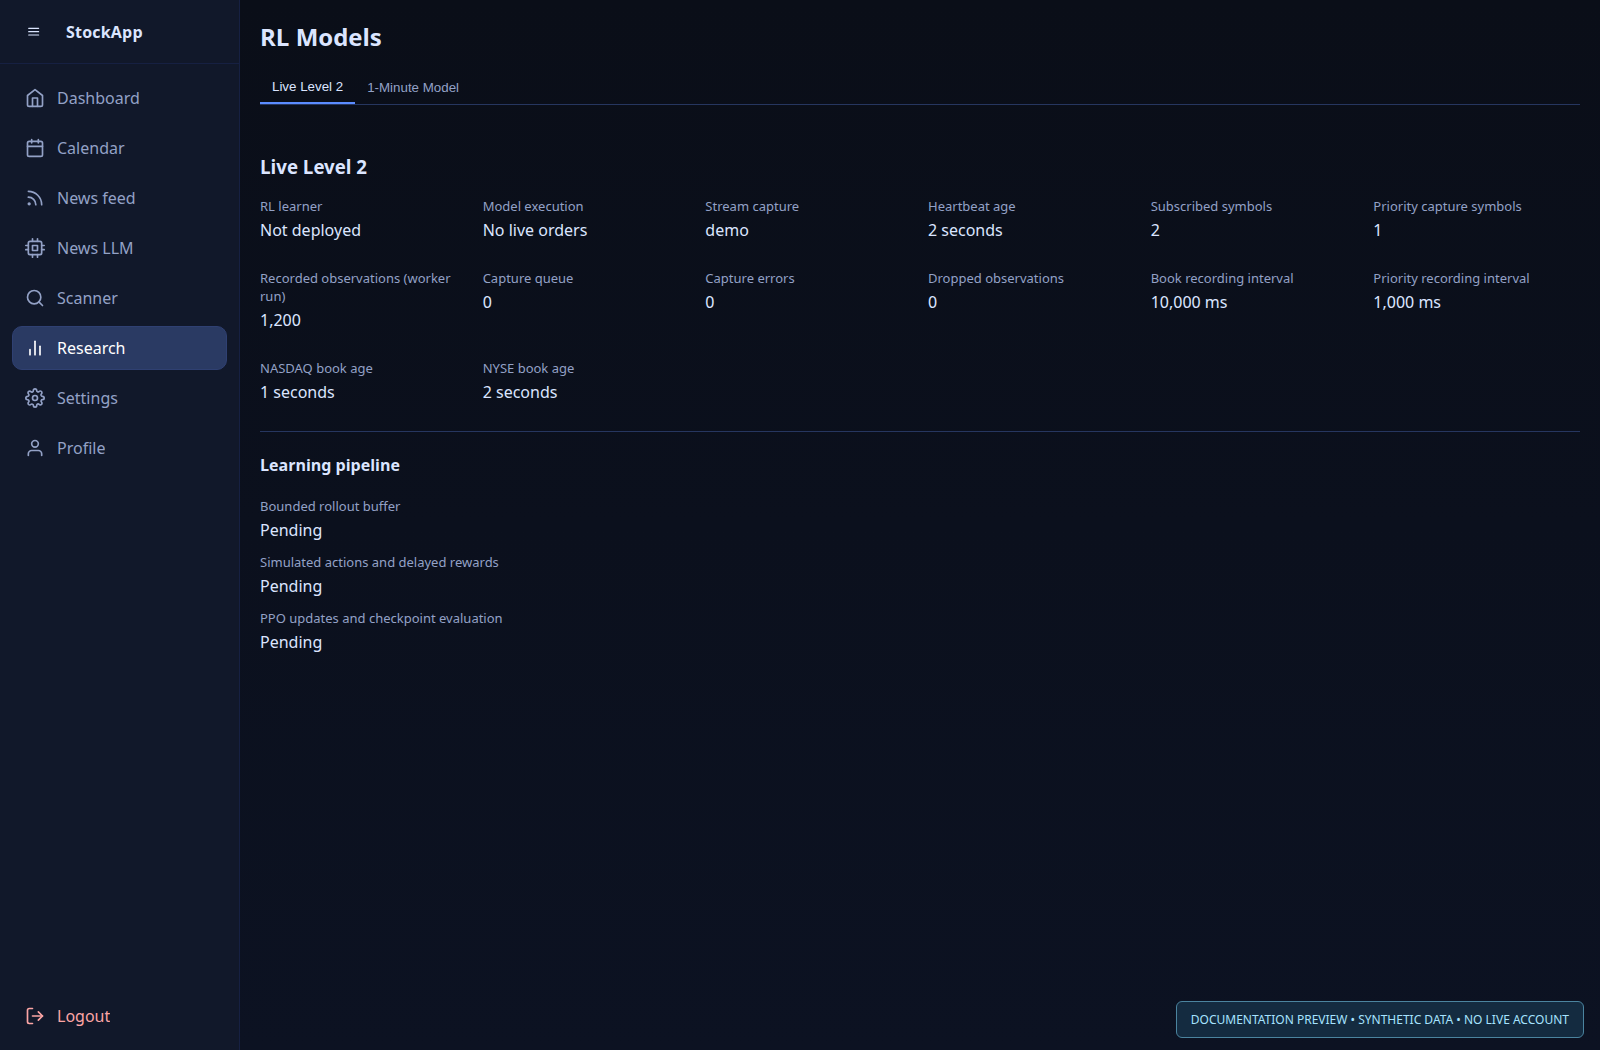 StockApp
Dashboard
Calendar
News feed
News LLM
Scanner
Research
Settings
Profile
Logout
RL Models
Live Level 2
1-Minute Model
Live Level 2
RL learner
Not deployed
Model execution
No live orders
Stream capture
demo
Heartbeat age
2 seconds
Subscribed symbols
2
Priority capture symbols
1
Recorded observations (worker
run)
1,200
Capture queue
0
Capture errors
0
Dropped observations
0
Book recording interval
10,000 ms
Priority recording interval
1,000 ms
NASDAQ book age
1 seconds
NYSE book age
2 seconds
Learning pipeline
Bounded rollout buffer
Pending
Simulated actions and delayed rewards
Pending
PPO updates and checkpoint evaluation
Pending
DOCUMENTATION PREVIEW • SYNTHETIC DATA • NO LIVE ACCOUNT